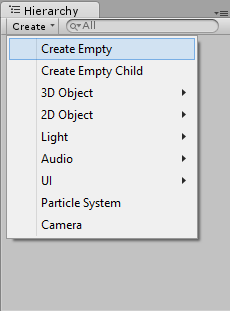 Hierarchy
Create All
Create Empty
Create Empty Child
3D Object
2D Object
Light
Audio
UI
Particle System
Camera